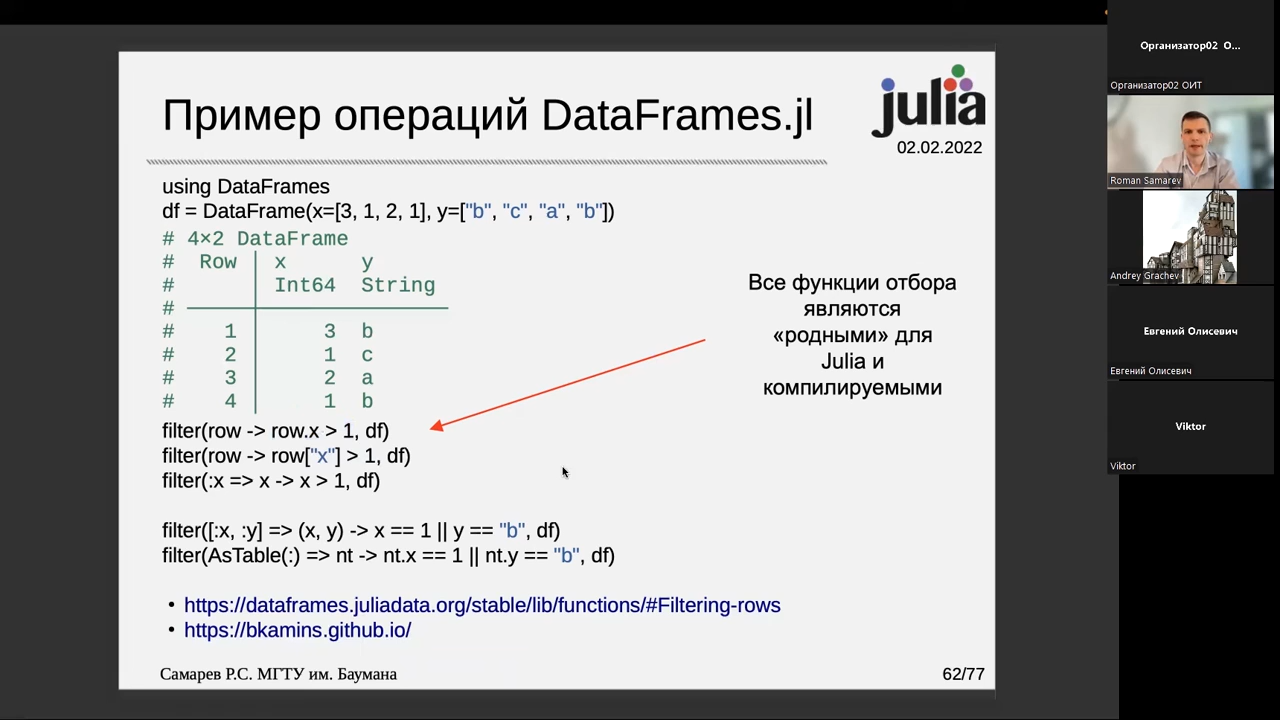 Пример операций DataFrames.jl
julia
02.02.2022
using DataFrames
df = DataFrame(x=[3, 1, 2, 1], y=["b", "c", "a", "b"])
# 4×2 DataFrame
# Row │ x y
# │ Int64 String
# ─────┼───────────────
# 1 │ 3 b
# 2 │ 1 c
# 3 │ 2 a
# 4 │ 1 b
filter(row -> row.x > 1, df)
filter(row -> row["x"] > 1, df)
filter(:x => x -> x > 1, df)
filter([:x, :y] => (x, y) -> x == 1 || y == "b", df)
filter(AsTable(:) => nt -> nt.x == 1 || nt.y == "b", df)
Все функции отбора
являются
«родными» для
Julia и
компилируемыми
• https://dataframes.juliadata.org/stable/lib/functions/#Filtering-rows
• https://bkamins.github.io/
Самарев Р.С. МГТУ им. Баумана
62/77
Организатор02 О...
Организатор02 ОИТ
Roman Samarev
Andrey Grachev
Евгений Олисевич
Евгений Олисевич
Viktor
Viktor